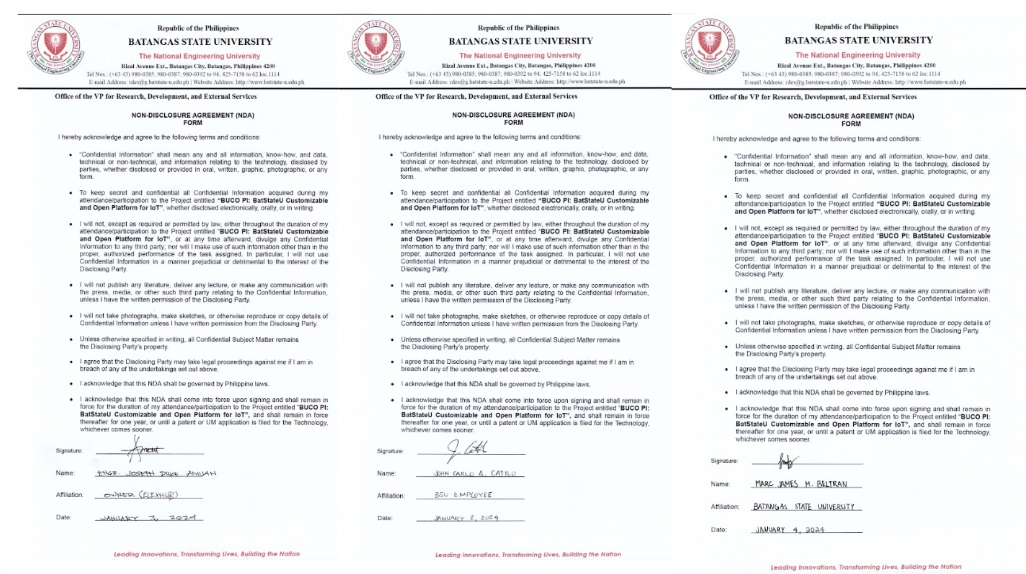 Republic of the Philippines
BATANGAS STATE UNIVERSITY
The National Engineering University
Rizal Avenue Ext., Batangas City, Batangas, Philippines 4200
Tel Nos.: (+63 43) 980-0385; 980-0387; 980-0392 to 94; 425-7158 to 62 loc.1114
E-mail Address: rdes@g.batstate-u.edu.ph | Website Address: http://www.batstate-u.edu.ph
Office of the VP for Research, Development, and External Services
NON-DISCLOSURE AGREEMENT (NDA)
FORM
I hereby acknowledge and agree to the following terms and conditions:
• "Confidential Information" shall mean any and all information, know-how, and data,
technical or non-technical, and information relating to the technology, disclosed by
parties, whether disclosed or provided in oral, written, graphic, photographic, or any
form.
• To keep secret and confidential all Confidential Information acquired during my
attendance/participation to the Project entitled "BUCO PI: BatStateU Customizable
and Open Platform for IoT", whether disclosed electronically, orally, or in writing.
• I will not, except as required or permitted by law, either throughout the duration of my
attendance/participation to the Project entitled "BUCO PI: BatStateU Customizable
and Open Platform for IoT", or at any time afterward, divulge any Confidential
Information to any third party, nor will I make use of such information other than in the
proper, authorized performance of the task assigned. In particular, I will not use
Confidential Information in a manner prejudicial or detrimental to the interest of the
Disclosing Party.
• I will not publish any literature, deliver any lecture, or make any communication with
the press, media, or other such third party relating to the Confidential Information,
unless I have the written permission of the Disclosing Party.
• I will not take photographs, make sketches, or otherwise reproduce or copy details of
Confidential Information unless I have written permission from the Disclosing Party.
• Unless otherwise specified in writing, all Confidential Subject Matter remains
the Disclosing Party's property.
• I agree that the Disclosing Party may take legal proceedings against me if I am in
breach of any of the undertakings set out above.
• I acknowledge that this NDA shall be governed by Philippine laws.
• I acknowledge that this NDA shall come into force upon signing and shall remain in
force for the duration of my attendance/participation to the Project entitled "BUCO PI:
BatStateU Customizable and Open Platform for IoT", and shall remain in force
thereafter for one year, or until a patent or UM application is filed for the Technology,
whichever comes sooner.
Signature:
Name: ENGR. JOSEPH
Affiliation: OWNER
Date: JANUARY 3, 2024
Leading Innovations, Transforming Lives, Building the Nation
Republic of the Philippines
BATANGAS STATE UNIVERSITY
The National Engineering University
Rizal Avenue Ext., Batangas City, Batangas, Philippines 4200
Tel Nos.: (+63 43) 980-0385; 980-0387; 980-0392 to 94; 425-7158 to 62 loc.1114
E-mail Address: rdes@g.batstate-u.edu.ph | Website Address: http://www.batstate-u.edu.ph
Office of the VP for Research, Development, and External Services
NON-DISCLOSURE AGREEMENT (NDA)
FORM
I hereby acknowledge and agree to the following terms and conditions:
• "Confidential Information" shall mean any and all information, know-how, and data,
technical or non-technical, and information relating to the technology, disclosed by
parties, whether disclosed or provided in oral, written, graphic, photographic, or any
form.
• To keep secret and confidential all Confidential Information acquired during my
attendance/participation to the Project entitled "BUCO PI: BatStateU Customizable
and Open Platform for IoT", whether disclosed electronically, orally, or in writing.
• I will not, except as required or permitted by law, either throughout the duration of my
attendance/participation to the Project entitled "BUCO PI: BatStateU Customizable
and Open Platform for IoT", or at any time afterward, divulge any Confidential
Information to any third party, nor will I make use of such information other than in the
proper, authorized performance of the task assigned. In particular, I will not use
Confidential Information in a manner prejudicial or detrimental to the interest of the
Disclosing Party.
• I will not publish any literature, deliver any lecture, or make any communication with
the press, media, or other such third party relating to the Confidential Information,
unless I have the written permission of the Disclosing Party.
• I will not take photographs, make sketches, or otherwise reproduce or copy details of
Confidential Information unless I have written permission from the Disclosing Party.
• Unless otherwise specified in writing, all Confidential Subject Matter remains
the Disclosing Party's property.
• I agree that the Disclosing Party may take legal proceedings against me if I am in
breach of any of the undertakings set out above.
• I acknowledge that this NDA shall be governed by Philippine laws.
• I acknowledge that this NDA shall come into force upon signing and shall remain in
force for the duration of my attendance/participation to the Project entitled "BUCO PI:
BatStateU Customizable and Open Platform for IoT", and shall remain in force
thereafter for one year, or until a patent or UM application is filed for the Technology,
whichever comes sooner.
Signature:
Name: JOHN CARLO A. CATILO
Affiliation: BSU EMPLOYEE
Date: JANUARY 2, 2024
Leading Innovations, Transforming Lives, Building the Nation
Republic of the Philippines
BATANGAS STATE UNIVERSITY
The National Engineering University
Rizal Avenue Ext., Batangas City, Batangas, Philippines 4200
Tel Nos.: (+63 43) 980-0385; 980-0387; 980-0392 to 94; 425-7158 to 62 loc.1114
E-mail Address: rdes@g.batstate-u.edu.ph | Website Address: http://www.batstate-u.edu.ph
Office of the VP for Research, Development, and External Services
NON-DISCLOSURE AGREEMENT (NDA)
FORM
I hereby acknowledge and agree to the following terms and conditions:
• "Confidential Information" shall mean any and all information, know-how, and data,
technical or non-technical, and information relating to the technology, disclosed by
parties, whether disclosed or provided in oral, written, graphic, photographic, or any
form.
• To keep secret and confidential all Confidential Information acquired during my
attendance/participation to the Project entitled "BUCO PI: BatStateU Customizable
and Open Platform for IoT", whether disclosed electronically, orally, or in writing.
• I will not, except as required or permitted by law, either throughout the duration of my
attendance/participation to the Project entitled "BUCO PI: BatStateU Customizable
and Open Platform for IoT", or at any time afterward, divulge any Confidential
Information to any third party, nor will I make use of such information other than in the
proper, authorized performance of the task assigned. In particular, I will not use
Confidential Information in a manner prejudicial or detrimental to the interest of the
Disclosing Party.
• I will not publish any literature, deliver any lecture, or make any communication with
the press, media, or other such third party relating to the Confidential Information,
unless I have the written permission of the Disclosing Party.
• I will not take photographs, make sketches, or otherwise reproduce or copy details of
Confidential Information unless I have written permission from the Disclosing Party.
• Unless otherwise specified in writing, all Confidential Subject Matter remains
the Disclosing Party's property.
• I agree that the Disclosing Party may take legal proceedings against me if I am in
breach of any of the undertakings set out above.
• I acknowledge that this NDA shall be governed by Philippine laws.
• I acknowledge that this NDA shall come into force upon signing and shall remain in
force for the duration of my attendance/participation to the Project entitled "BUCO PI:
BatStateU Customizable and Open Platform for IoT", and shall remain in force
thereafter for one year, or until a patent or UM application is filed for the Technology,
whichever comes sooner.
Signature:
Name: MARC JAMES M. BALTRAN
Affiliation: BATANGAS STATE UNIVERSITY
Date: JANUARY 4, 2024
Leading Innovations, Transforming Lives, Building the Nation